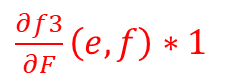 ∂f3/∂F (e, f) * 1